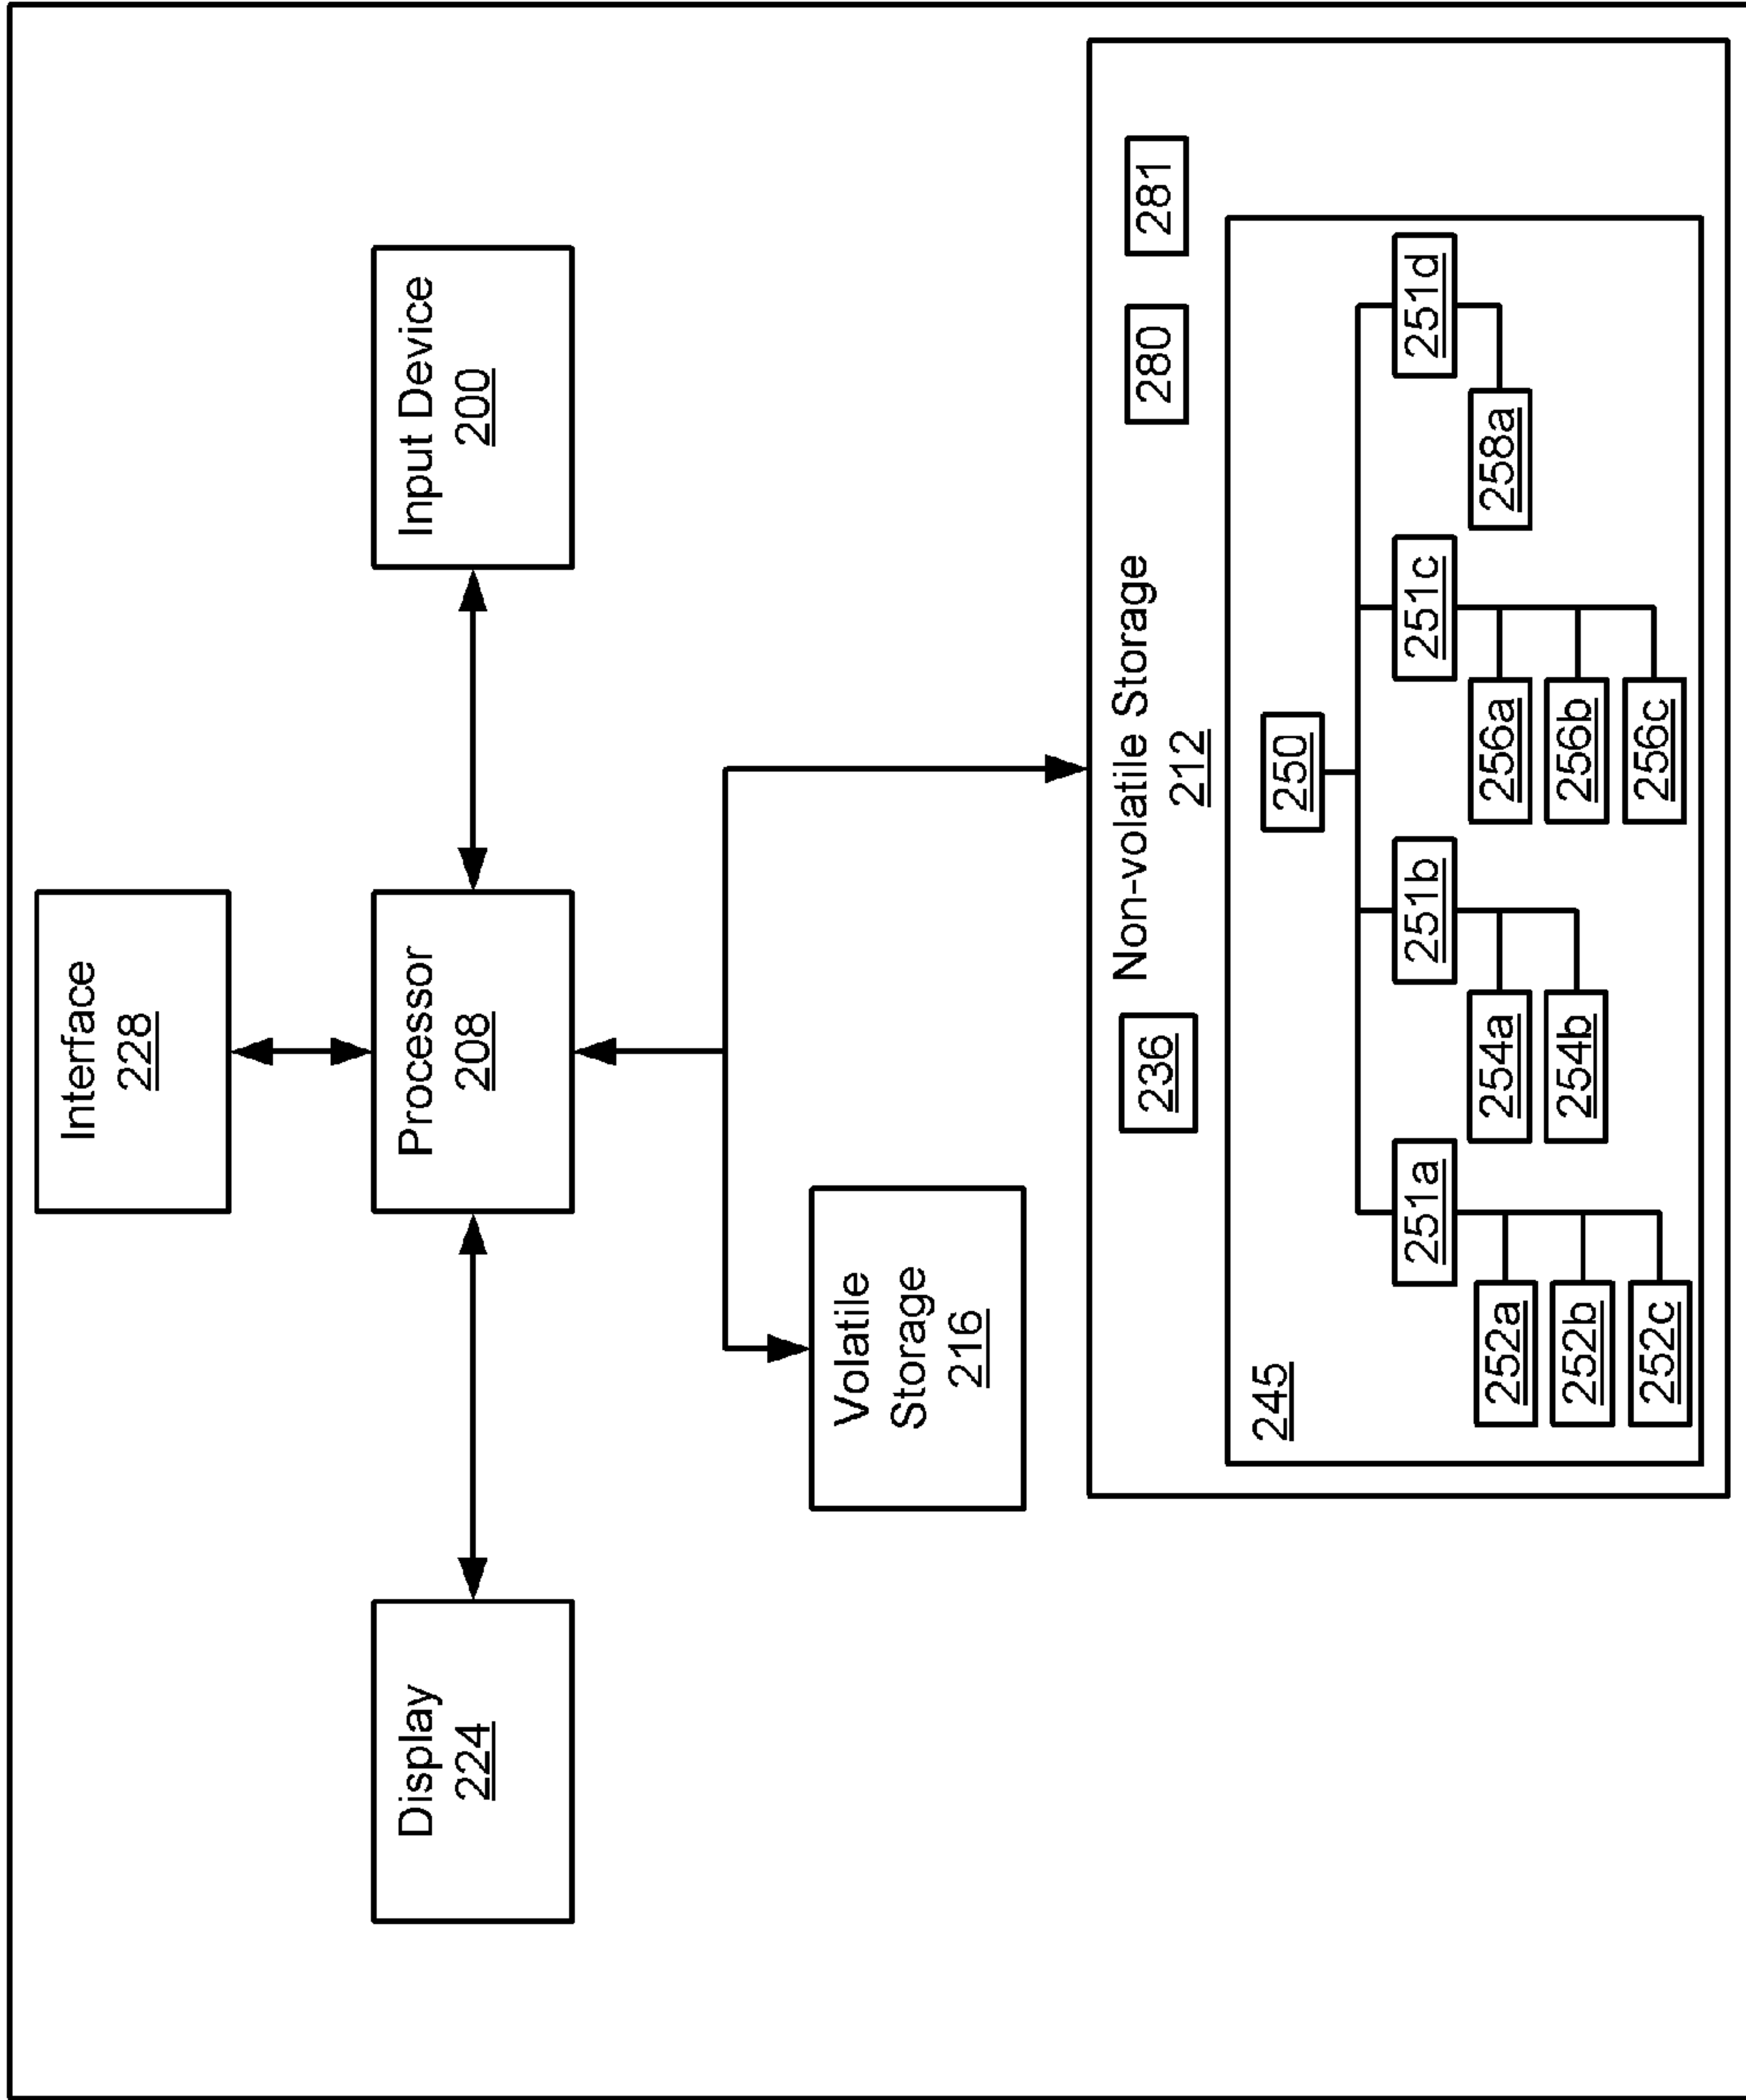 Interface
228
Display
224
Processor
208
Input Device
200
Volatile
Storage
216
236
Non-volatile Storage
212
280
281
245
250
251a
251b
251c
251d
252a
252b
252c
254a
254b
256a
256b
256c
258a